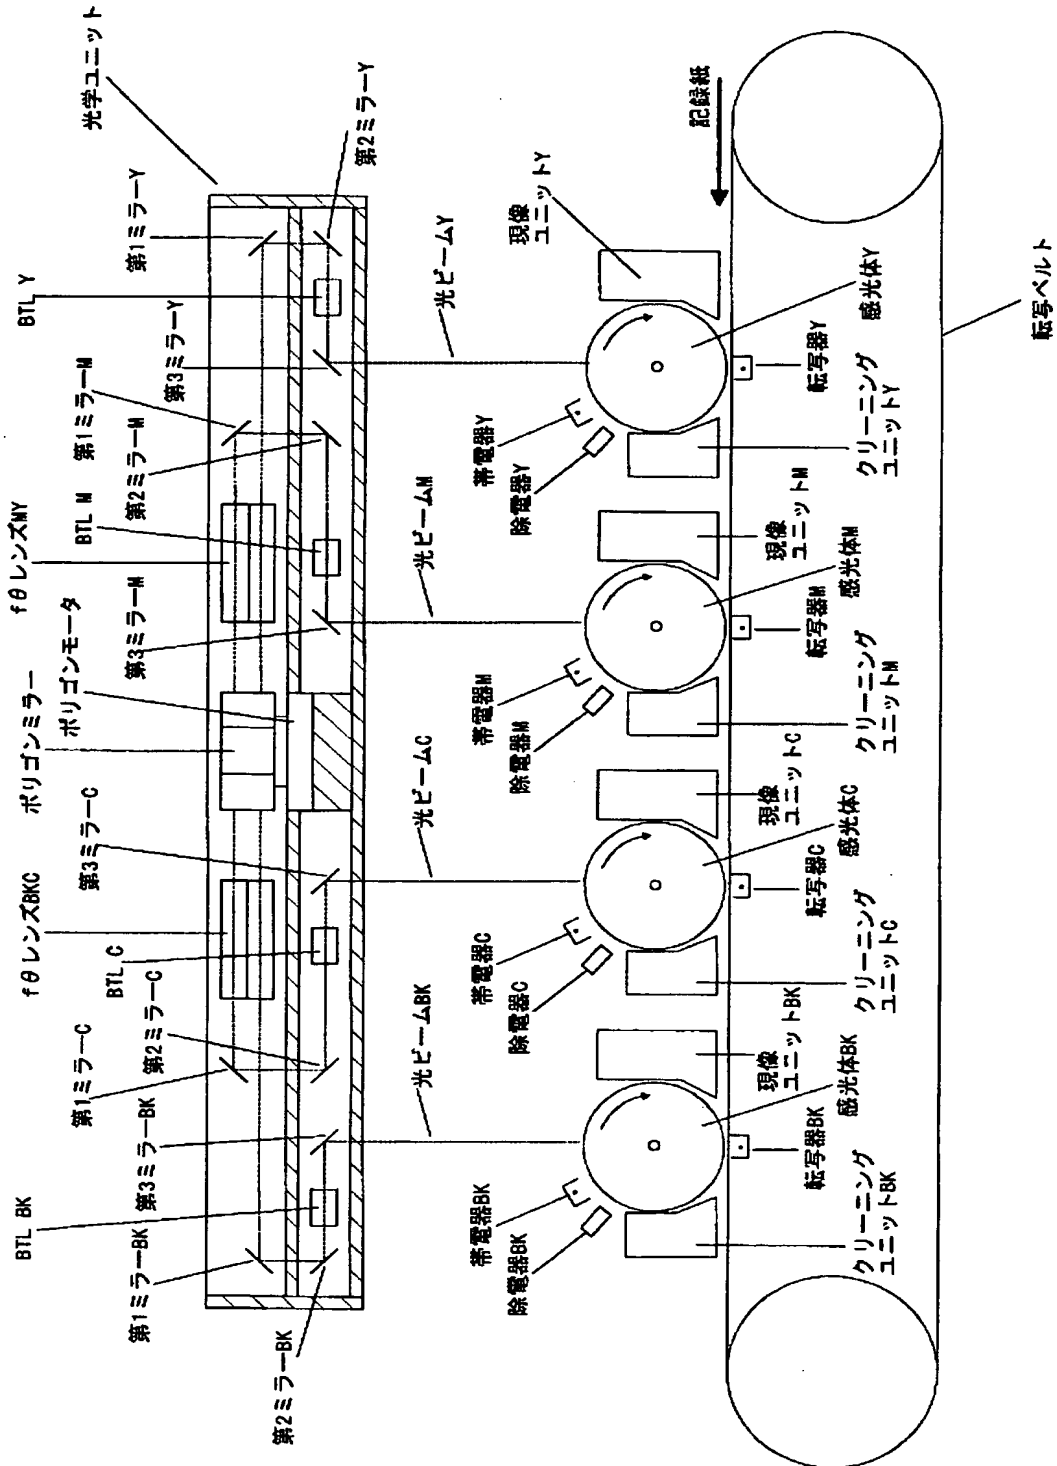 BTL BK
第1ミラーBK
第2ミラーBK
第3ミラーBK
第1ミラーC
第2ミラーC
BTL C
fθレンズBKC
第3ミラーC
ポリゴンミラー
ポリゴンモータ
fθレンズMY
第3ミラーM
BTL M
第2ミラーM
第1ミラーM
第3ミラーY
BTL Y
第1ミラーY
第2ミラーY
光学ユニット
光ビームBK
光ビームC
光ビームM
光ビームY
帯電器BK
除電器BK
現像
ユニットBK
感光体BK
転写器BK
クリーニング
ユニットBK
帯電器C
除電器C
現像
ユニットC
感光体C
転写器C
クリーニング
ユニットC
帯電器M
除電器M
現像
ユニットM
感光体M
転写器M
クリーニング
ユニットM
帯電器Y
除電器Y
現像
ユニットY
感光体Y
転写器Y
クリーニング
ユニットY
記録紙
転写ベルト